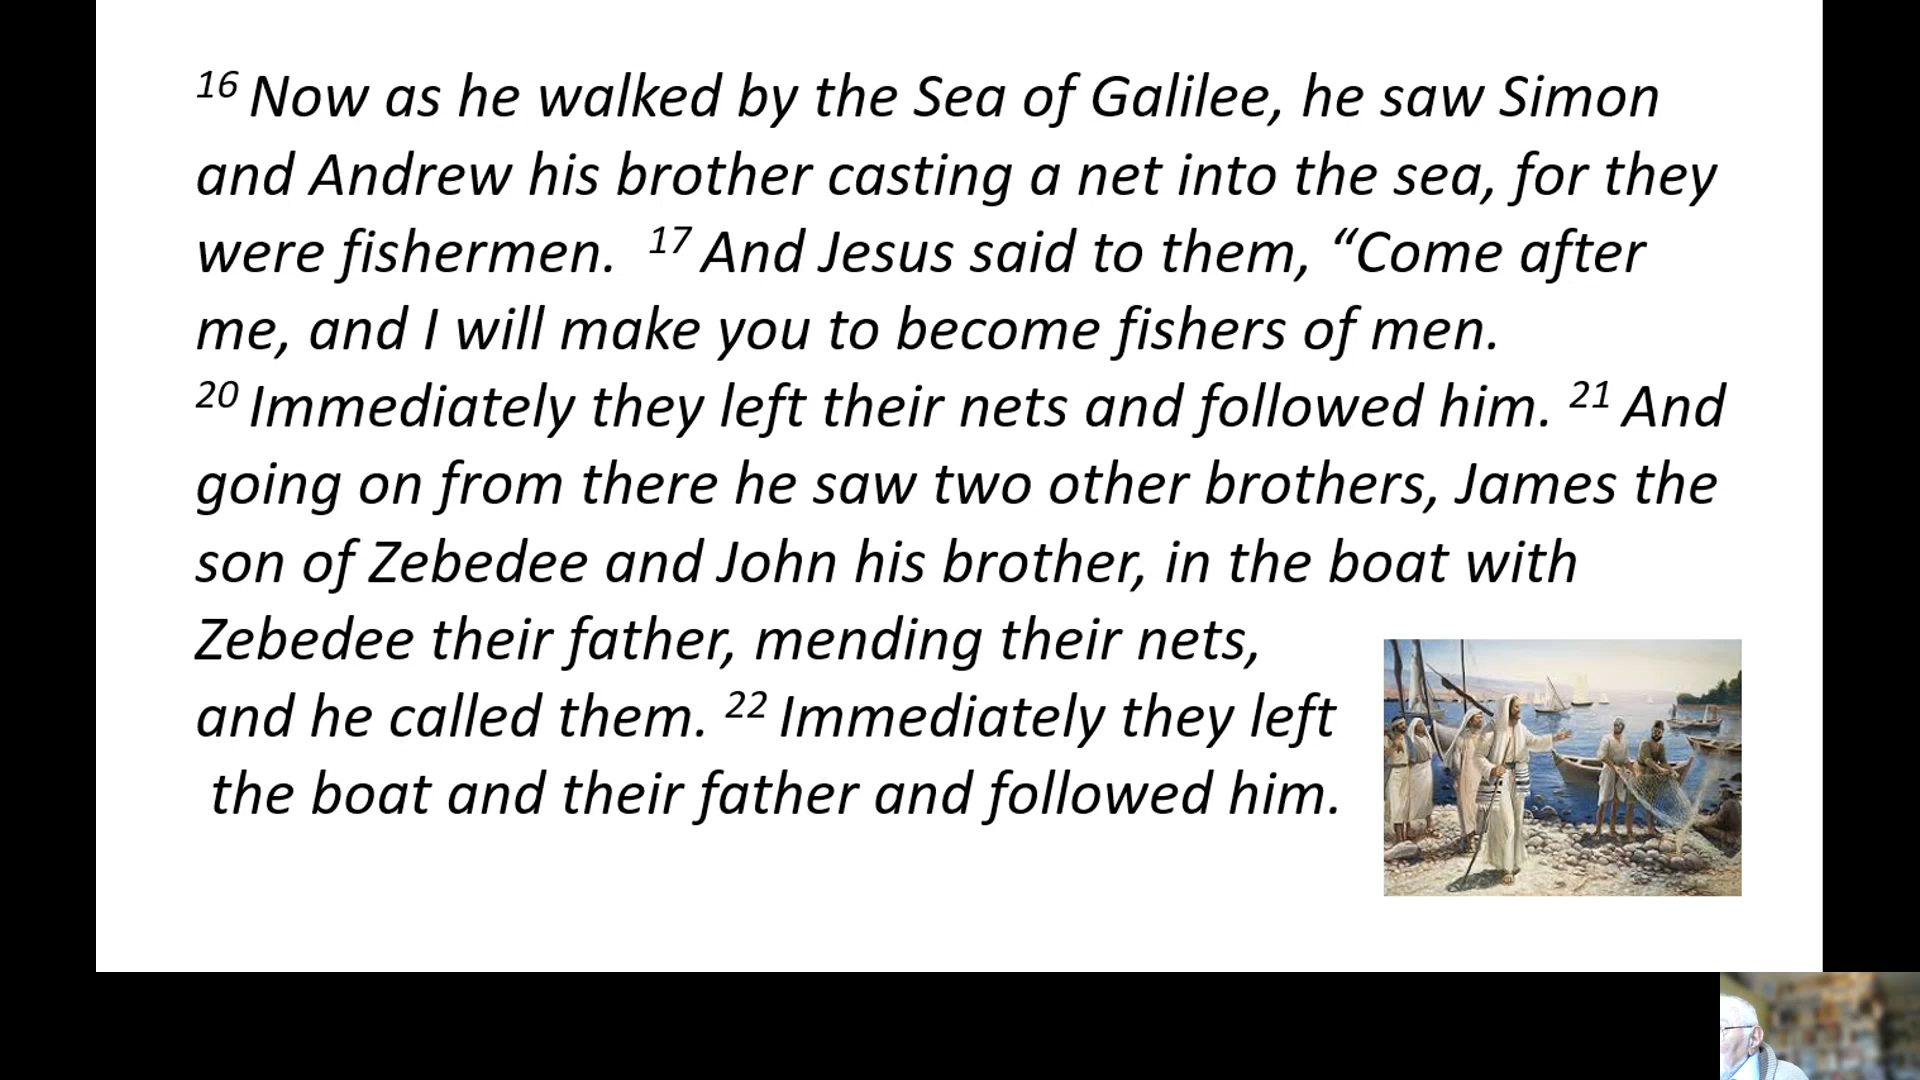 16 Now as he walked by the Sea of Galilee, he saw Simon
and Andrew his brother casting a net into the sea, for they
were fishermen. 17 And Jesus said to them, “Come after
me, and I will make you to become fishers of men.
20 Immediately they left their nets and followed him. 21 And
going on from there he saw two other brothers, James the
son of Zebedee and John his brother, in the boat with
Zebedee their father, mending their nets,
and he called them. 22 Immediately they left
the boat and their father and followed him.